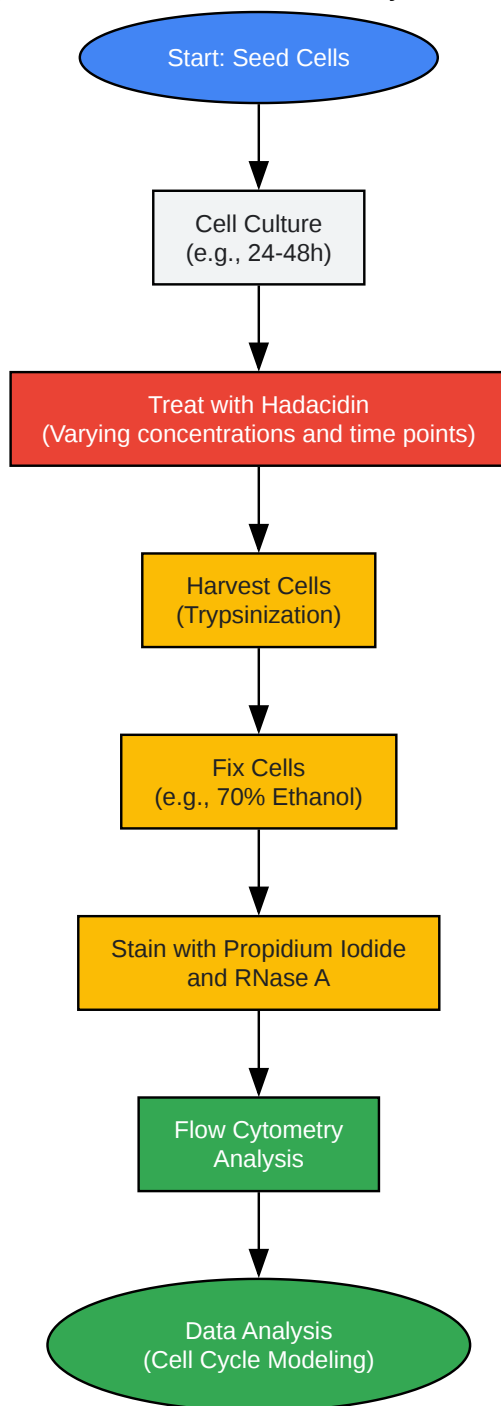 Start: Seed Cells
Cell Culture
(e.g., 24-48h)
Treat with Hadacidin
(Varying concentrations and time points)
Harvest Cells
(Trypsinization)
Fix Cells
(e.g., 70% Ethanol)
Stain with Propidium Iodide
and RNase A
Flow Cytometry
Analysis
Data Analysis
(Cell Cycle Modeling)